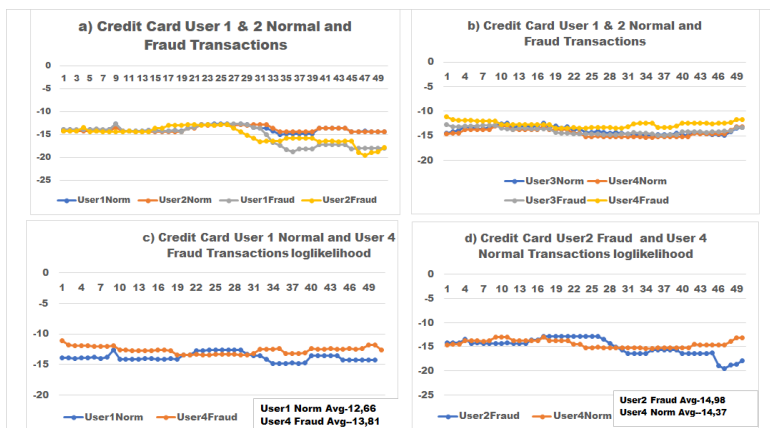 a) Credit Card User 1 & 2 Normal and
Fraud Transactions
0
1 3 5 7 9 11 13 15 17 19 21 23 25 27 29 31 33 35 37 39 41 43 45 47 49
-5
-10
-15
-20
-25
User1Norm User2Norm User1Fraud User2Fraud
b) Credit Card User 1 & 2 Normal and
Fraud Transactions
0
1 4 7 10 13 16 19 22 25 28 31 34 37 40 43 46 49
-5
-10
-15
-20
User3Norm User4Norm
User3Fraud User4Fraud
c) Credit Card User 1 Normal and User 4
Fraud Transactions loglikelihood
0
1 4 7 10 13 16 19 22 25 28 31 34 37 40 43 46 49
-5
-10
-15
-20
User1Norm User4Fraud
User1 Norm Avg-12,66
User4 Fraud Avg--13,81
d) Credit Card User2 Fraud and User 4
Normal Transactions loglikelihood
0
1 4 7 10 13 16 19 22 25 28 31 34 37 40 43 46 49
-5
-10
-15
-20
-25
User2Fraud User4Norm
User2 Fraud Avg-14,98
User4 Norm Avg--14,37